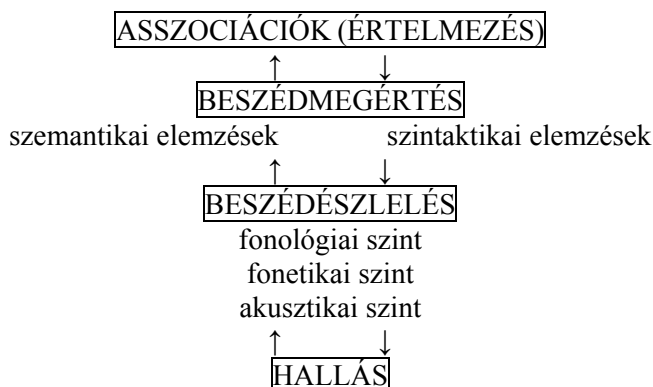 ASSZOCIÁCIÓK (ÉRTELMEZÉS)
↑ ↓
BESZÉDMEGÉRTÉS
szemantikai elemzések szintaktikai elemzések
↑ ↓
BESZÉDÉSZLELÉS
fonológiai szint
fonetikai szint
akusztikai szint
↑ ↓
HALLÁS